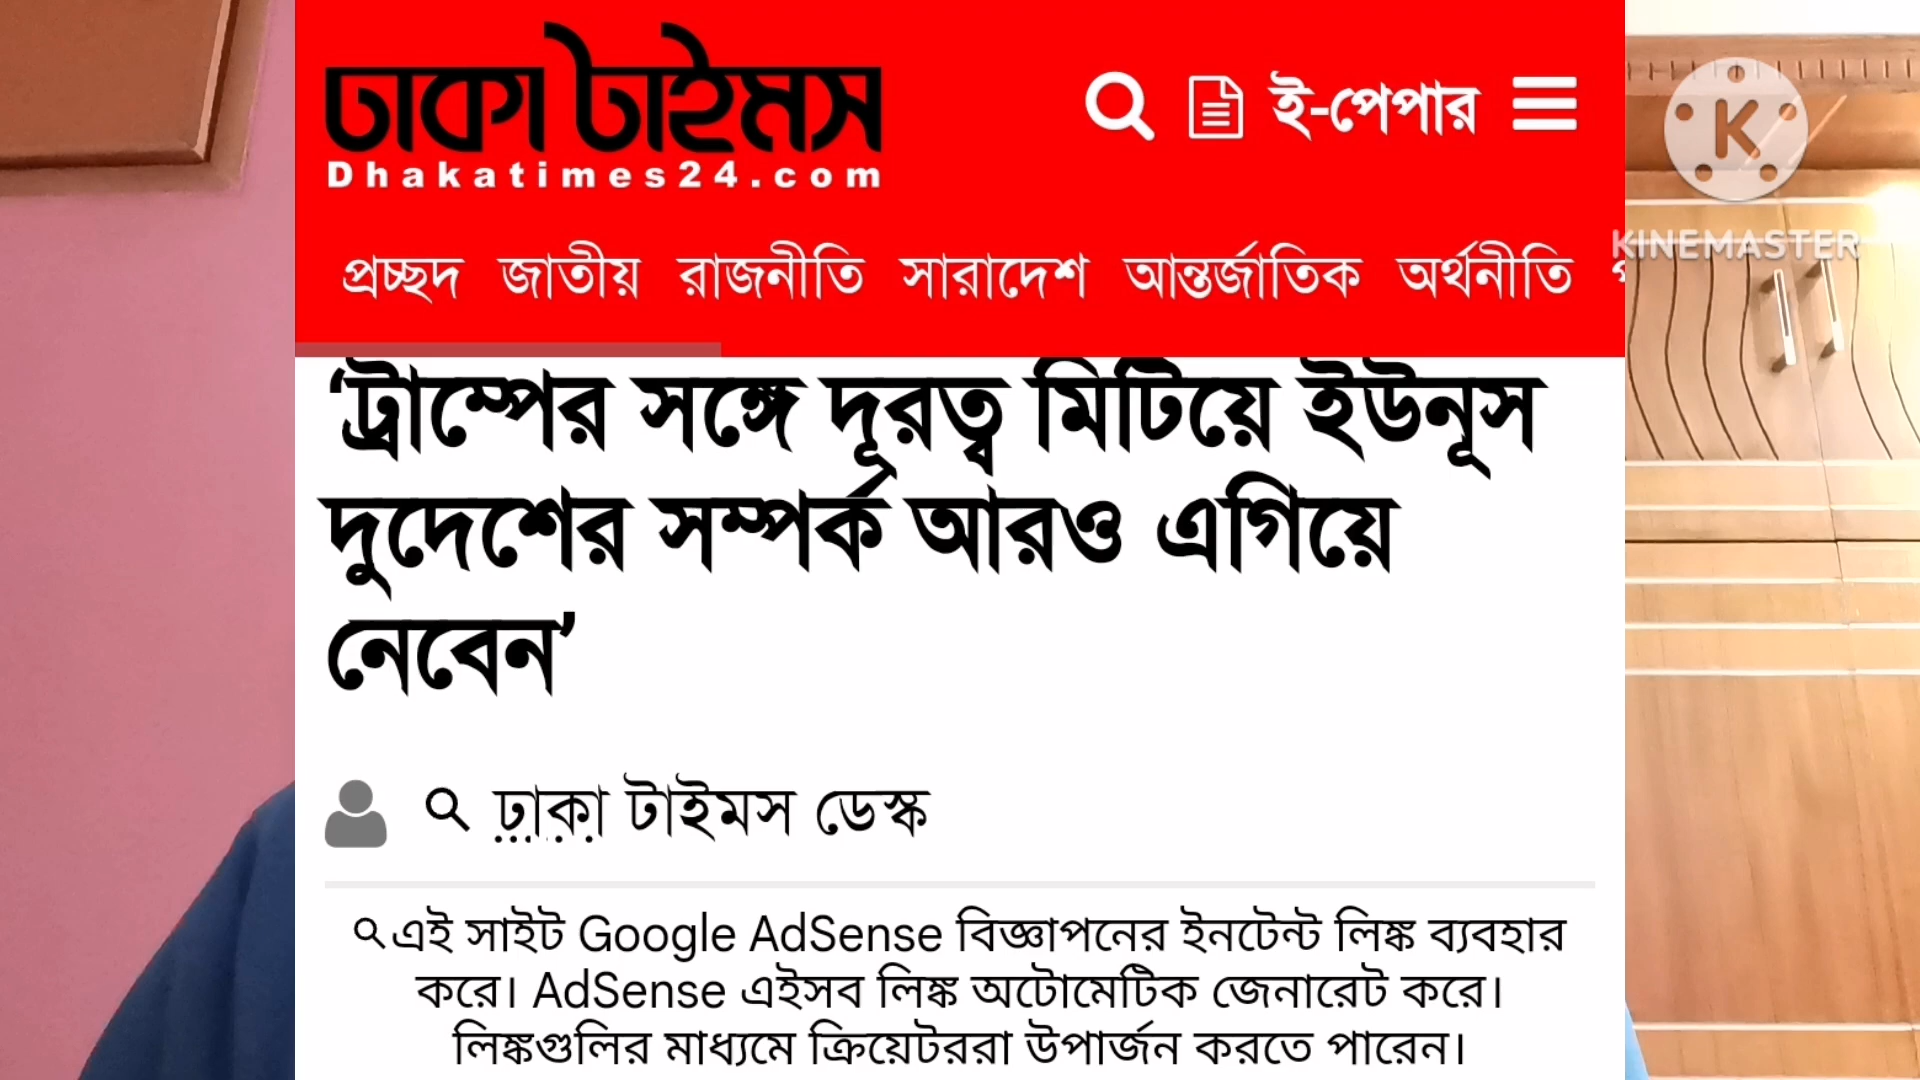 ঢাকা টাইমস
Dhakatimes24.com
ই-পেপার
K
KINEMASTER
প্রচ্ছদ জাতীয় রাজনীতি সারাদেশ আন্তর্জাতিক অর্থনীতি
‘ট্রাম্পের সঙ্গে দূরত্ব মিটিয়ে ইউনূস
দুদেশের সম্পর্ক আরও এগিয়ে
নেবেন’
ঢাকা টাইমস ডেস্ক
এই সাইট Google AdSense বিজ্ঞাপনের ইনটেন্ট লিঙ্ক ব্যবহার
করে। AdSense এইসব লিঙ্ক অটোমেটিক জেনারেট করে।
লিঙ্কগুলির মাধ্যমে ক্রিয়েটররা উপার্জন করতে পারেন।